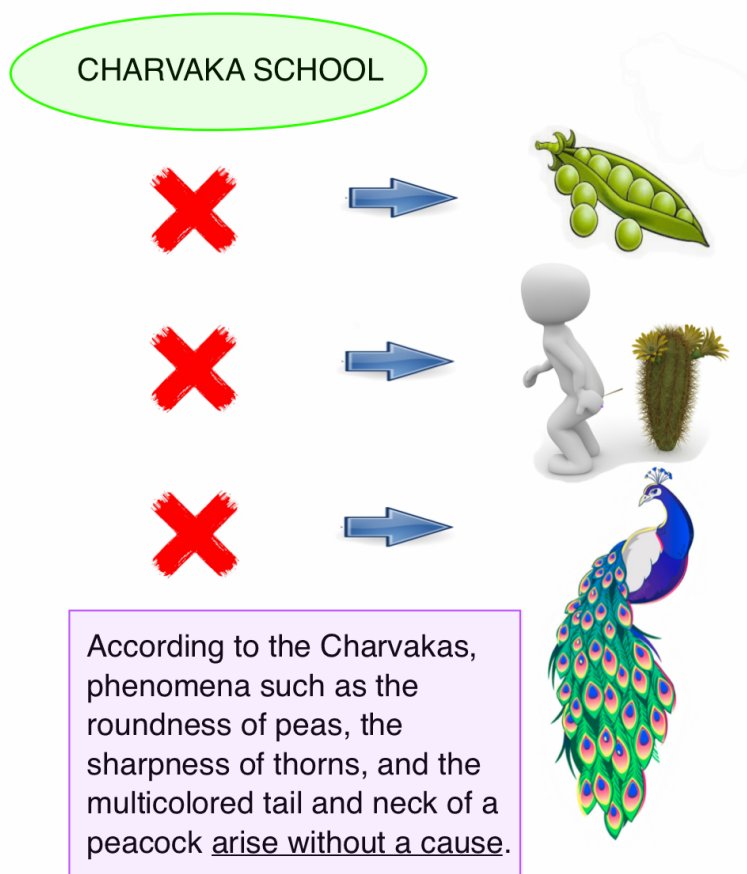 CHARVAKA SCHOOL
According to the Charvakas,
phenomena such as the
roundness of peas, the
sharpness of thorns, and the
multicolored tail and neck of a
peacock arise without a cause.